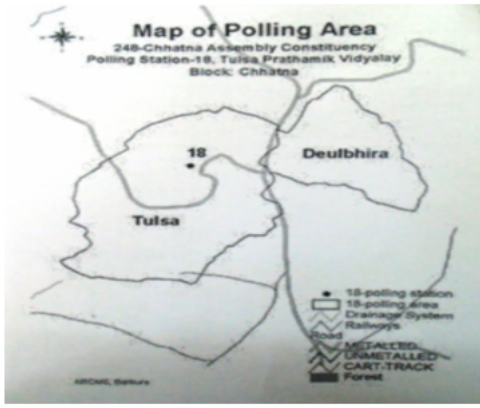 Map of Polling Area
248-Chhatna Assembly Constituency
Polling Station-18, Tulsa Prathamik Vidyalay
Block: Chhatna
18
Deulbhira
Tulsa
18-polling station
18-polling area
Drainage System
Railways
Road
METALLED
UNMETALLED
CART-TRACK
Forest